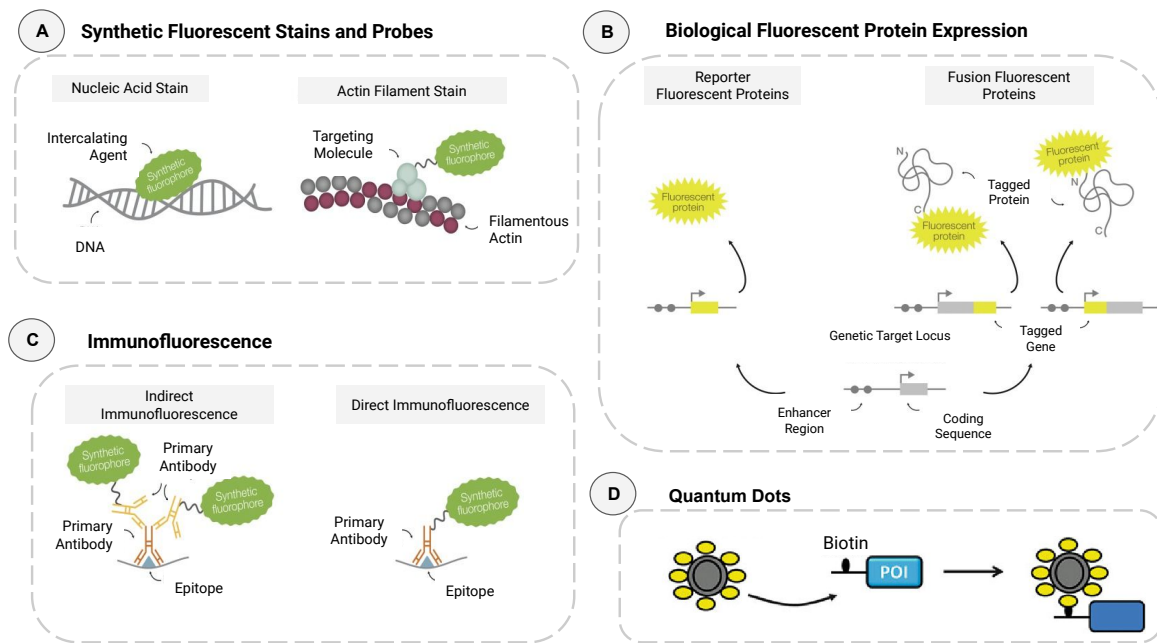 A
Synthetic Fluorescent Stains and Probes
Nucleic Acid Stain
Intercalating
Agent
Synthetic
fluorophore
DNA
Actin Filament Stain
Targeting
Molecule
Synthetic
fluorophore
Filamentous
Actin
B
Biological Fluorescent Protein Expression
Reporter
Fluorescent Proteins
Fluorescent
protein
Fusion Fluorescent
Proteins
N
C
Fluorescent
protein
Tagged
Protein
Fluorescent
protein
N
C
Genetic Target Locus
Tagged
Gene
Enhancer
Region
Coding
Sequence
C
Immunofluorescence
Indirect
Immunofluorescence
Synthetic
fluorophore
Primary
Antibody
Synthetic
fluorophore
Primary
Antibody
Epitope
Direct Immunofluorescence
Synthetic
fluorophore
Primary
Antibody
Epitope
D
Quantum Dots
Biotin
POI